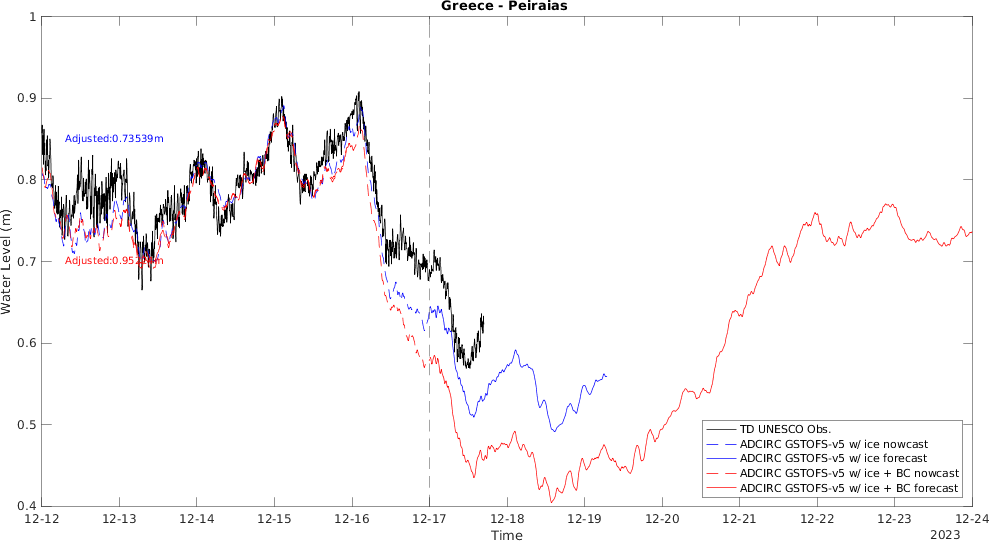 Greece - Peiraias
Water Level (m)
1
0.9
0.8
0.7
0.6
0.5
0.4
Adjusted:0.73539m
TD UNESCO Obs.
ADCIRC GSTOFS-v5 w/ ice nowcast
ADCIRC GSTOFS-v5 w/ ice forecast
ADCIRC GSTOFS-v5 w/ ice + BC nowcast
ADCIRC GSTOFS-v5 w/ ice + BC forecast
12-12 12-13 12-14 12-15 12-16 12-17 12-18 12-19 12-20 12-21 12-22 12-23 12-24
Time
2023